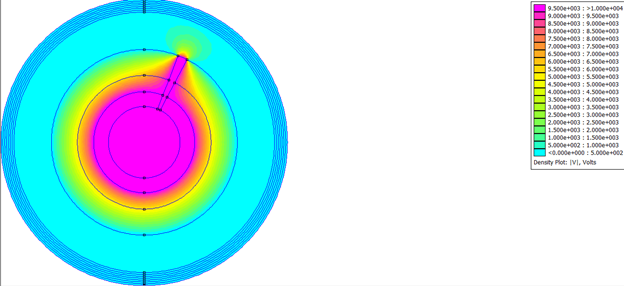 9.500e+003 : >1.000e+004
9.000e+003 : 9.500e+003
8.500e+003 : 9.000e+003
8.000e+003 : 8.500e+003
7.500e+003 : 8.000e+003
7.000e+003 : 7.500e+003
6.500e+003 : 7.000e+003
6.000e+003 : 6.500e+003
5.500e+003 : 6.000e+003
5.000e+003 : 5.500e+003
4.500e+003 : 5.000e+003
4.000e+003 : 4.500e+003
3.500e+003 : 4.000e+003
3.000e+003 : 3.500e+003
2.500e+003 : 3.000e+003
2.000e+003 : 2.500e+003
1.500e+003 : 2.000e+003
1.000e+003 : 1.500e+003
5.000e+002 : 1.000e+003
<0.000e+000 : 5.000e+002
Density Plot: |V|, Volts